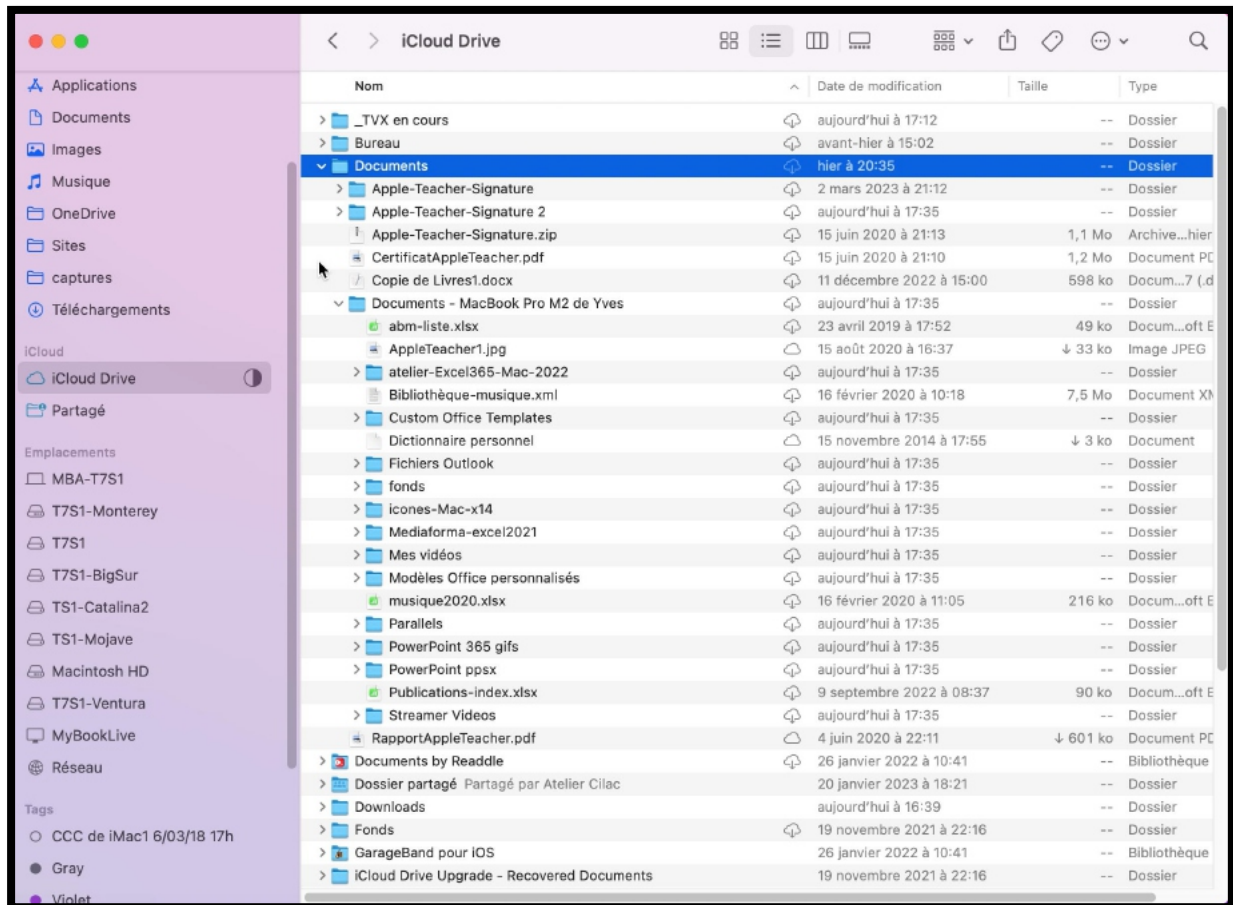 iCloud Drive
Applications
Documents
Images
Musique
OneDrive
Sites
captures
Téléchargements
iCloud
iCloud Drive
Partagé
Emplacements
MBA-T7S1
T7S1-Monterey
T7S1
T7S1-BigSur
TS1-Catalina2
TS1-Mojave
Macintosh HD
T7S1-Ventura
MyBookLive
Réseau
Tags
CCC de iMac1 6/03/18 17h
Gray
Violet
Nom Date de modification Taille Type
_TVX en cours aujourd'hui à 17:12 -- Dossier
Bureau avant-hier à 15:02 -- Dossier
Documents hier à 20:35 -- Dossier
Apple-Teacher-Signature 2 mars 2023 à 21:12 -- Dossier
Apple-Teacher-Signature 2 aujourd'hui à 17:35 -- Dossier
Apple-Teacher-Signature.zip 15 juin 2020 à 21:13 1,1 Mo Archive...hier
CertificatAppleTeacher.pdf 15 juin 2020 à 21:10 1,2 Mo Document PD
Copie de Livres1.docx 11 décembre 2022 à 15:00 598 ko Docum...7 (.d
Documents - MacBook Pro M2 de Yves aujourd'hui à 17:35 -- Dossier
abm-liste.xlsx 23 avril 2019 à 17:52 49 ko Docum...oft E
AppleTeacher1.jpg 15 août 2020 à 16:37 ↓ 33 ko Image JPEG
atelier-Excel365-Mac-2022 aujourd'hui à 17:35 -- Dossier
Bibliothèque-musique.xml 16 février 2020 à 10:18 7,5 Mo Document XM
Custom Office Templates aujourd'hui à 17:35 -- Dossier
Dictionnaire personnel 15 novembre 2014 à 17:55 ↓ 3 ko Document
Fichiers Outlook aujourd'hui à 17:35 -- Dossier
fonds aujourd'hui à 17:35 -- Dossier
icones-Mac-x14 aujourd'hui à 17:35 -- Dossier
Mediaforma-excel2021 aujourd'hui à 17:35 -- Dossier
Mes vidéos aujourd'hui à 17:35 -- Dossier
Modèles Office personnalisés aujourd'hui à 17:35 -- Dossier
musique2020.xlsx 16 février 2020 à 11:05 216 ko Docum...oft E
Parallels aujourd'hui à 17:35 -- Dossier
PowerPoint 365 gifs aujourd'hui à 17:35 -- Dossier
PowerPoint ppsx aujourd'hui à 17:35 -- Dossier
Publications-index.xlsx 9 septembre 2022 à 08:37 90 ko Docum...oft E
Streamer Videos aujourd'hui à 17:35 -- Dossier
RapportAppleTeacher.pdf 4 juin 2020 à 22:11 ↓ 601 ko Document PD
Documents by Readdle 26 janvier 2022 à 10:41 -- Bibliothèque
Dossier partagé Partagé par Atelier Cilac 20 janvier 2023 à 18:21 -- Dossier
Downloads aujourd'hui à 16:39 -- Dossier
Fonds 19 novembre 2021 à 22:16 -- Dossier
GarageBand pour iOS 26 janvier 2022 à 10:41 -- Bibliothèque
iCloud Drive Upgrade - Recovered Documents 19 novembre 2021 à 22:16 -- Dossier